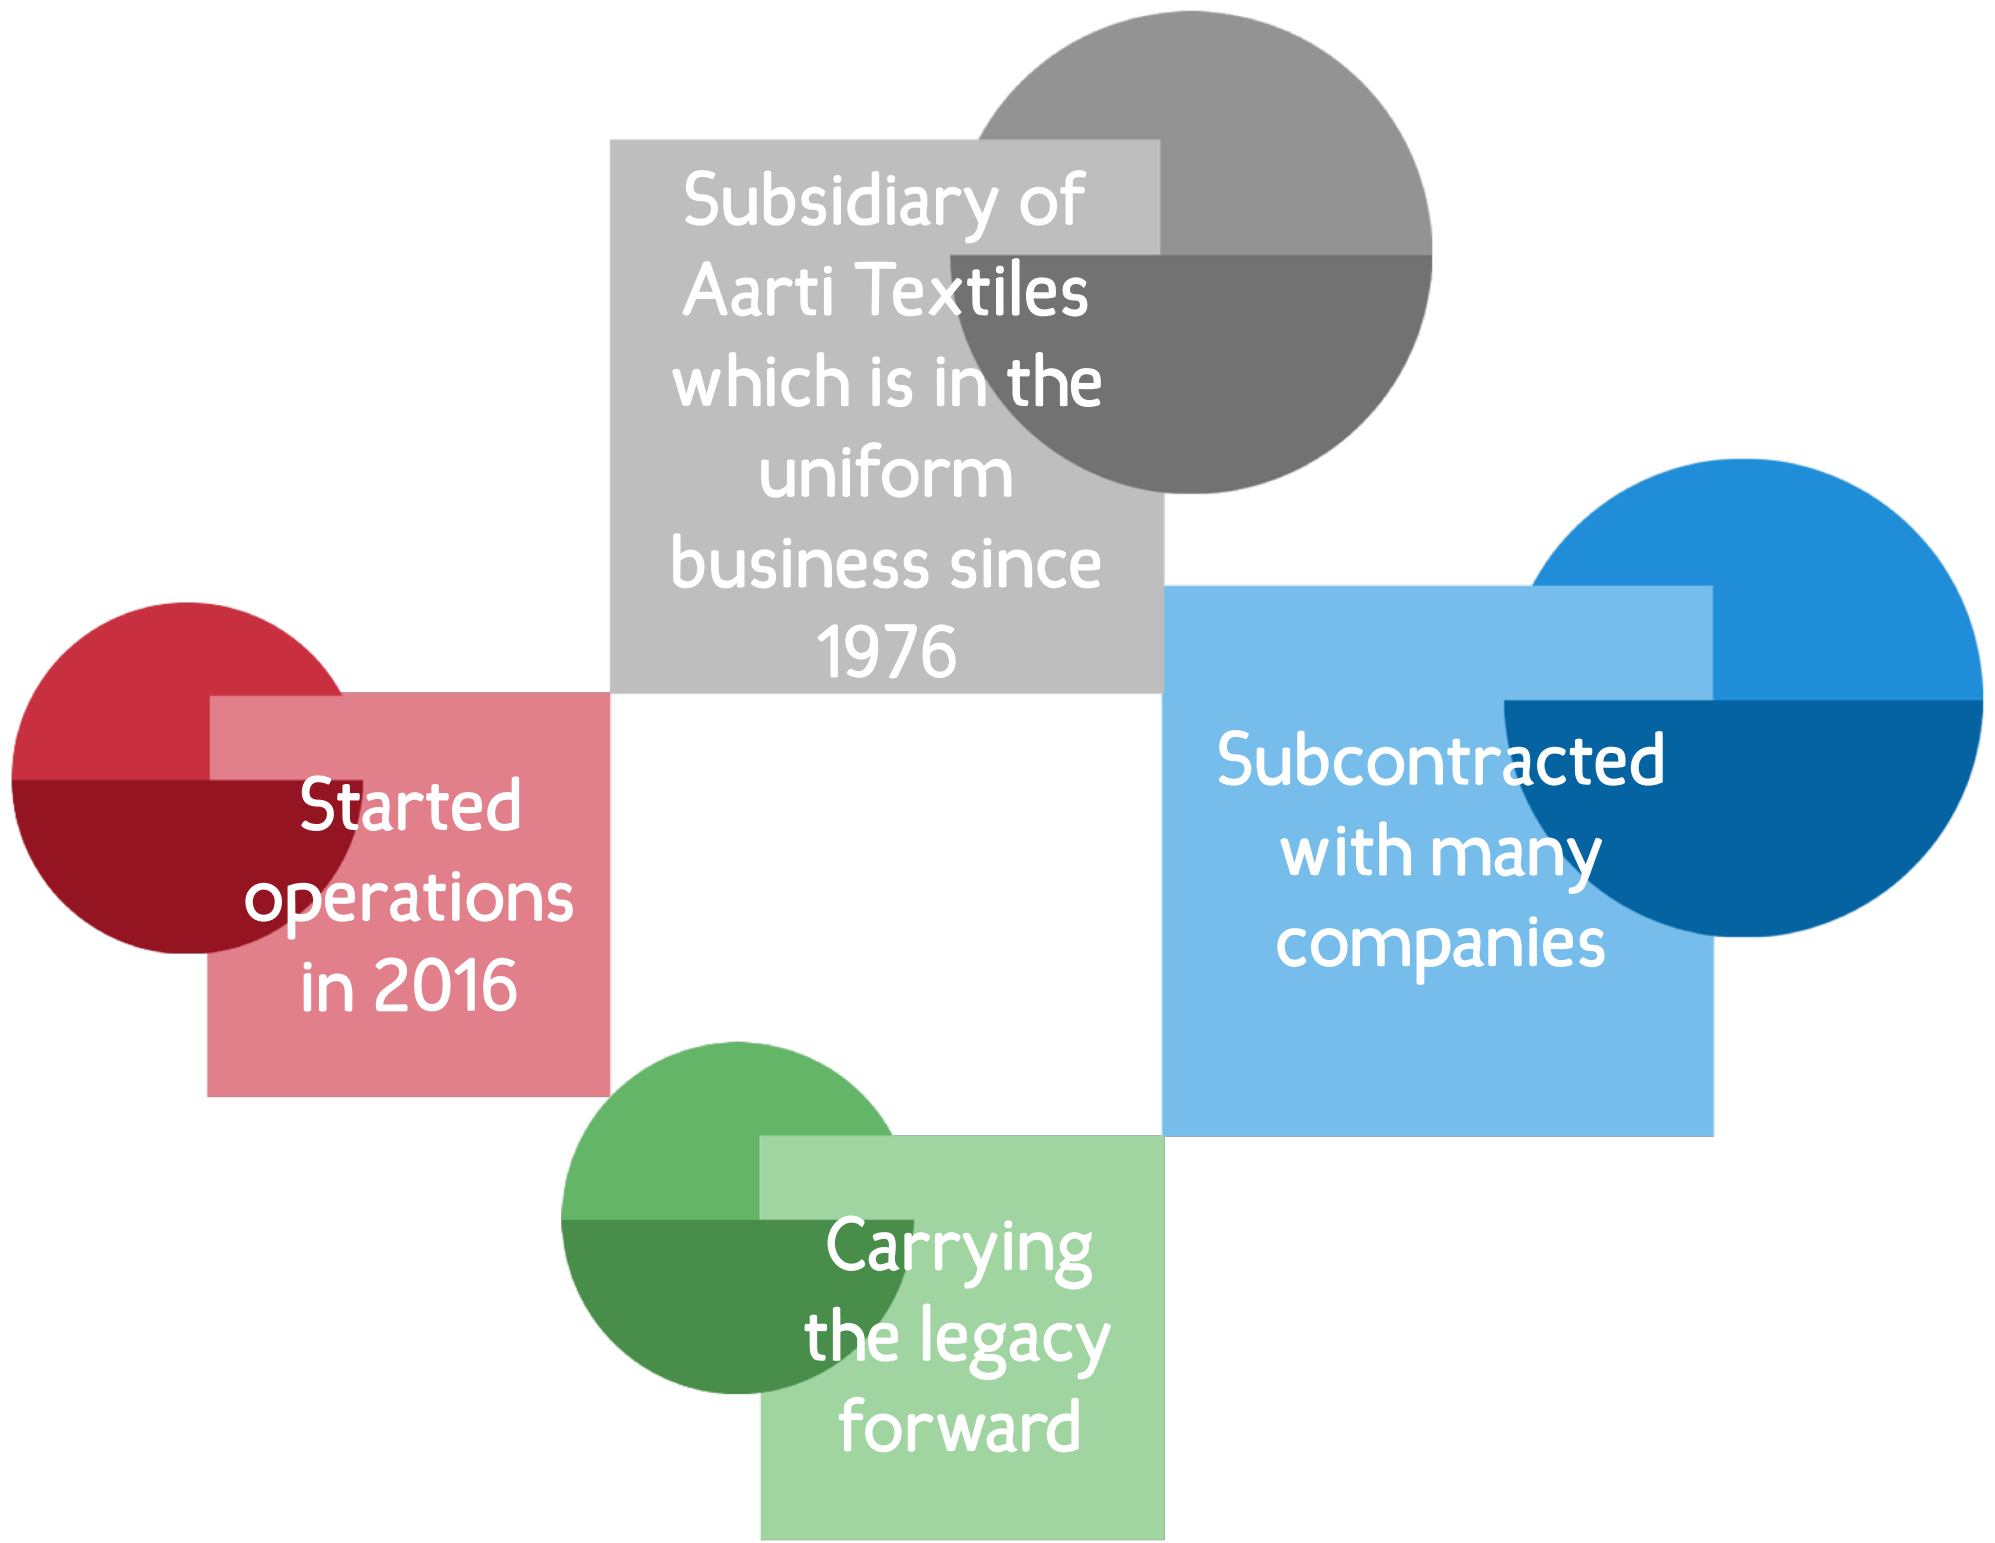 Subsidiary of
Aarti Textiles
which is in the
uniform
business since
1976
Started
operations
in 2016
Subcontracted
with many
companies
Carrying
the legacy
forward